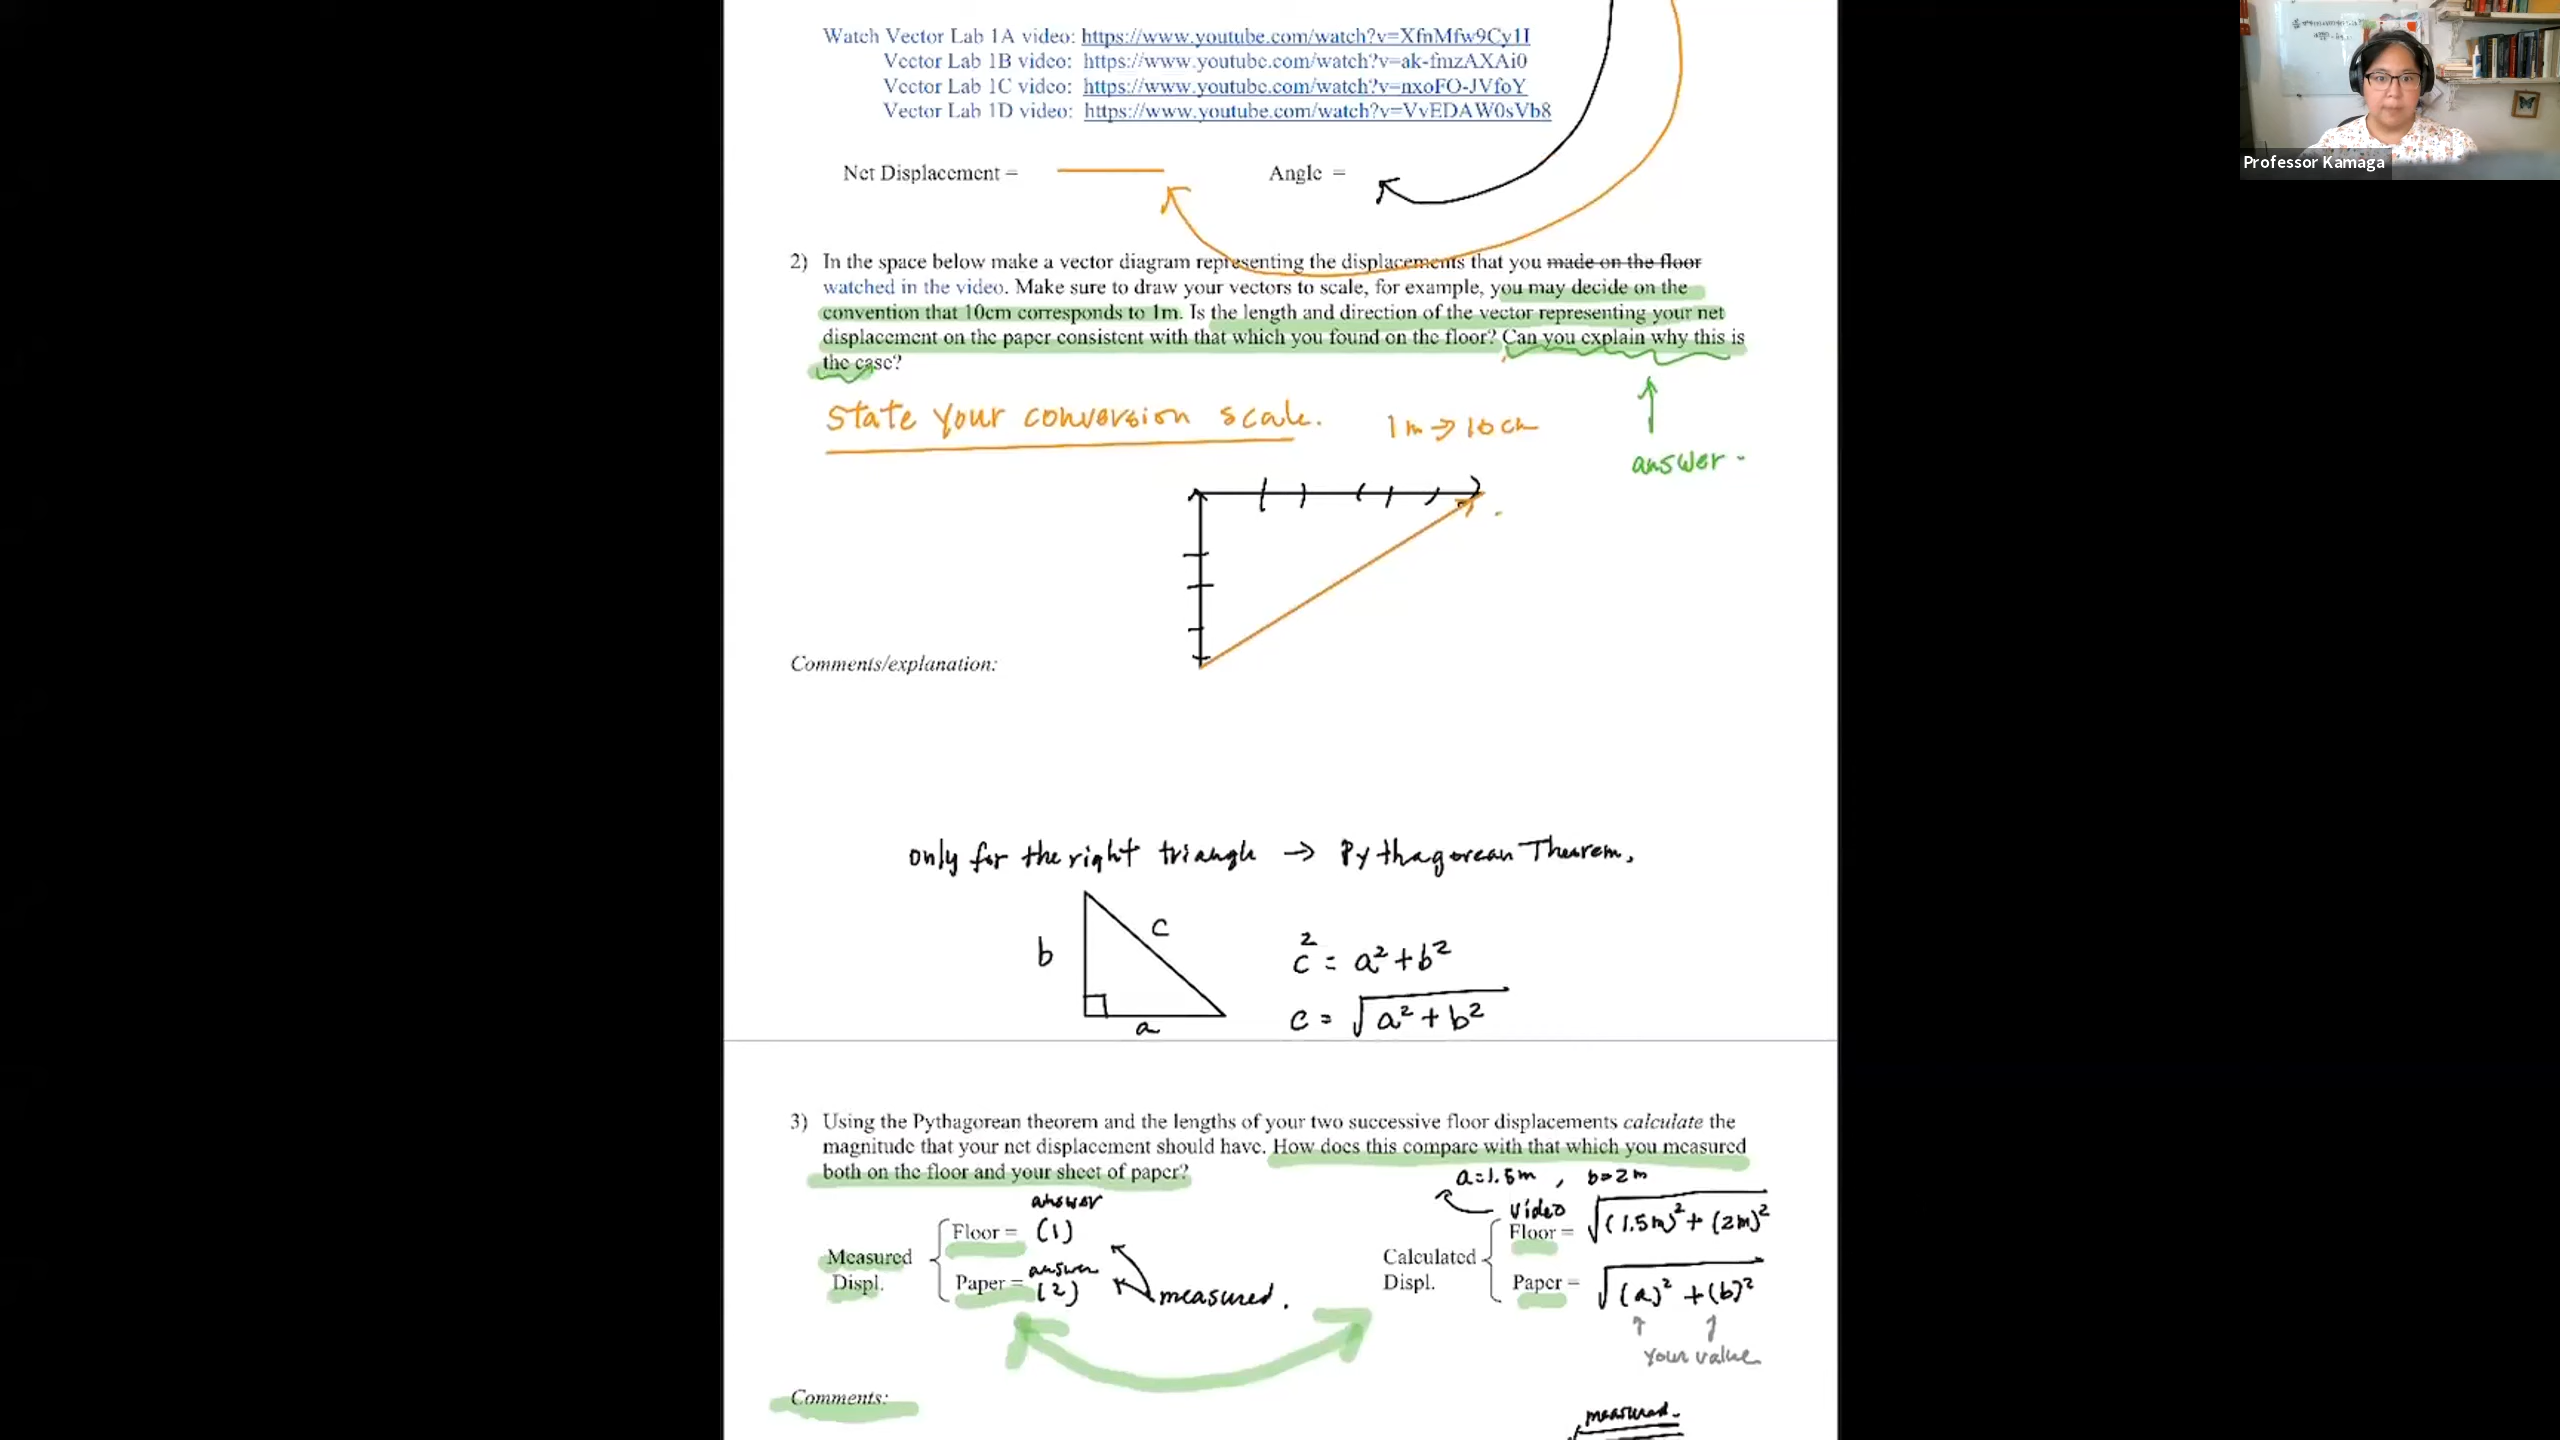 Watch Vector Lab 1A video: https://www.youtube.com/watch?v=XfnMfw9Cy1I
Vector Lab 1B video: https://www.youtube.com/watch?v=ak-fmzAXAi0
Vector Lab 1C video: https://www.youtube.com/watch?v=nxoFO-JVfoY
Vector Lab 1D video: https://www.youtube.com/watch?v=VvEDAW0sVb8
Professor Kamaga
Net Displacement = Angle =
2) In the space below make a vector diagram representing the displacements that you made on the floor
watched in the video. Make sure to draw your vectors to scale, for example, you may decide on the
convention that 10cm corresponds to 1m. Is the length and direction of the vector representing your net
displacement on the paper consistent with that which you found on the floor? Can you explain why this is
the case?
State your conversion scale. 1m → 10cm
answer.
Comments/explanation:
only for the right triangle → Pythagorean Theorem.
b
c
a
c² = a² + b²
c = √a² + b²
3) Using the Pythagorean theorem and the lengths of your two successive floor displacements calculate the
magnitude that your net displacement should have. How does this compare with that which you measured
both on the floor and your sheet of paper?
a=1.5m , b=2m
answer
video
Floor = (1)
Floor = √(1.5m)² + (2m)²
Measured
Displ.
Calculated
Displ.
answer
Paper = (2)
measured.
Paper = √(a)² + (b)²
your value
Comments:
measured.